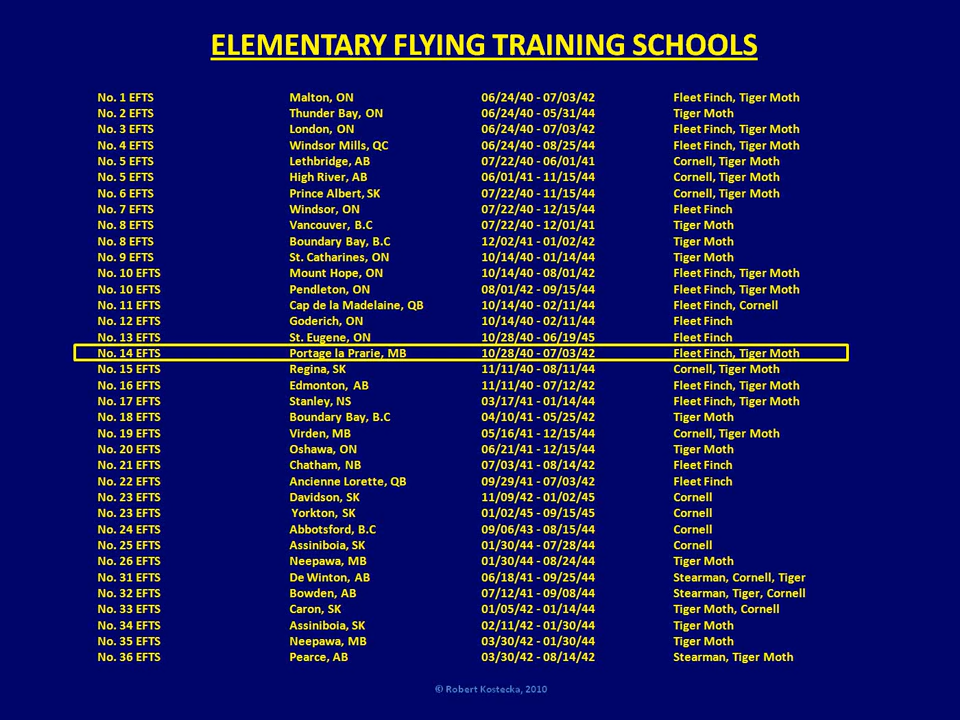 ELEMENTARY FLYING TRAINING SCHOOLS
No. 1 EFTS Malton, ON 06/24/40 - 07/03/42 Fleet Finch, Tiger Moth
No. 2 EFTS Thunder Bay, ON 06/24/40 - 05/31/44 Tiger Moth
No. 3 EFTS London, ON 06/24/40 - 07/03/42 Fleet Finch, Tiger Moth
No. 4 EFTS Windsor Mills, QC 06/24/40 - 08/25/44 Fleet Finch, Tiger Moth
No. 5 EFTS Lethbridge, AB 07/22/40 - 06/01/41 Cornell, Tiger Moth
No. 5 EFTS High River, AB 06/01/41 - 11/15/44 Cornell, Tiger Moth
No. 6 EFTS Prince Albert, SK 07/22/40 - 11/15/44 Cornell, Tiger Moth
No. 7 EFTS Windsor, ON 07/22/40 - 12/15/44 Fleet Finch
No. 8 EFTS Vancouver, B.C 07/22/40 - 12/01/41 Tiger Moth
No. 8 EFTS Boundary Bay, B.C 12/02/41 - 01/02/42 Tiger Moth
No. 9 EFTS St. Catharines, ON 10/14/40 - 01/14/44 Tiger Moth
No. 10 EFTS Mount Hope, ON 10/14/40 - 08/01/42 Fleet Finch, Tiger Moth
No. 10 EFTS Pendleton, ON 08/01/42 - 09/15/44 Fleet Finch, Tiger Moth
No. 11 EFTS Cap de la Madelaine, QB 10/14/40 - 02/11/44 Fleet Finch, Cornell
No. 12 EFTS Goderich, ON 10/14/40 - 02/11/44 Fleet Finch
No. 13 EFTS St. Eugene, ON 10/28/40 - 06/19/45 Fleet Finch
No. 14 EFTS Portage la Prarie, MB 10/28/40 - 07/03/42 Fleet Finch, Tiger Moth
No. 15 EFTS Regina, SK 11/11/40 - 08/11/44 Cornell, Tiger Moth
No. 16 EFTS Edmonton, AB 11/11/40 - 07/12/42 Fleet Finch, Tiger Moth
No. 17 EFTS Stanley, NS 03/17/41 - 01/14/44 Fleet Finch, Tiger Moth
No. 18 EFTS Boundary Bay, B.C 04/10/41 - 05/25/42 Tiger Moth
No. 19 EFTS Virden, MB 05/16/41 - 12/15/44 Cornell, Tiger Moth
No. 20 EFTS Oshawa, ON 06/21/41 - 12/15/44 Tiger Moth
No. 21 EFTS Chatham, NB 07/03/41 - 08/14/42 Fleet Finch
No. 22 EFTS Ancienne Lorette, QB 09/29/41 - 07/03/42 Fleet Finch
No. 23 EFTS Davidson, SK 11/09/42 - 01/02/45 Cornell
No. 23 EFTS Yorkton, SK 01/02/45 - 09/15/45 Cornell
No. 24 EFTS Abbotsford, B.C 09/06/43 - 08/15/44 Cornell
No. 25 EFTS Assiniboia, SK 01/30/44 - 07/28/44 Cornell
No. 26 EFTS Neepawa, MB 01/30/44 - 08/24/44 Tiger Moth
No. 31 EFTS De Winton, AB 06/18/41 - 09/25/44 Stearman, Cornell, Tiger
No. 32 EFTS Bowden, AB 07/12/41 - 09/08/44 Stearman, Tiger, Cornell
No. 33 EFTS Caron, SK 01/05/42 - 01/14/44 Tiger Moth, Cornell
No. 34 EFTS Assiniboia, SK 02/11/42 - 01/30/44 Tiger Moth
No. 35 EFTS Neepawa, MB 03/30/42 - 01/30/44 Tiger Moth
No. 36 EFTS Pearce, AB 03/30/42 - 08/14/42 Stearman, Tiger Moth
© Robert Kostecka, 2010